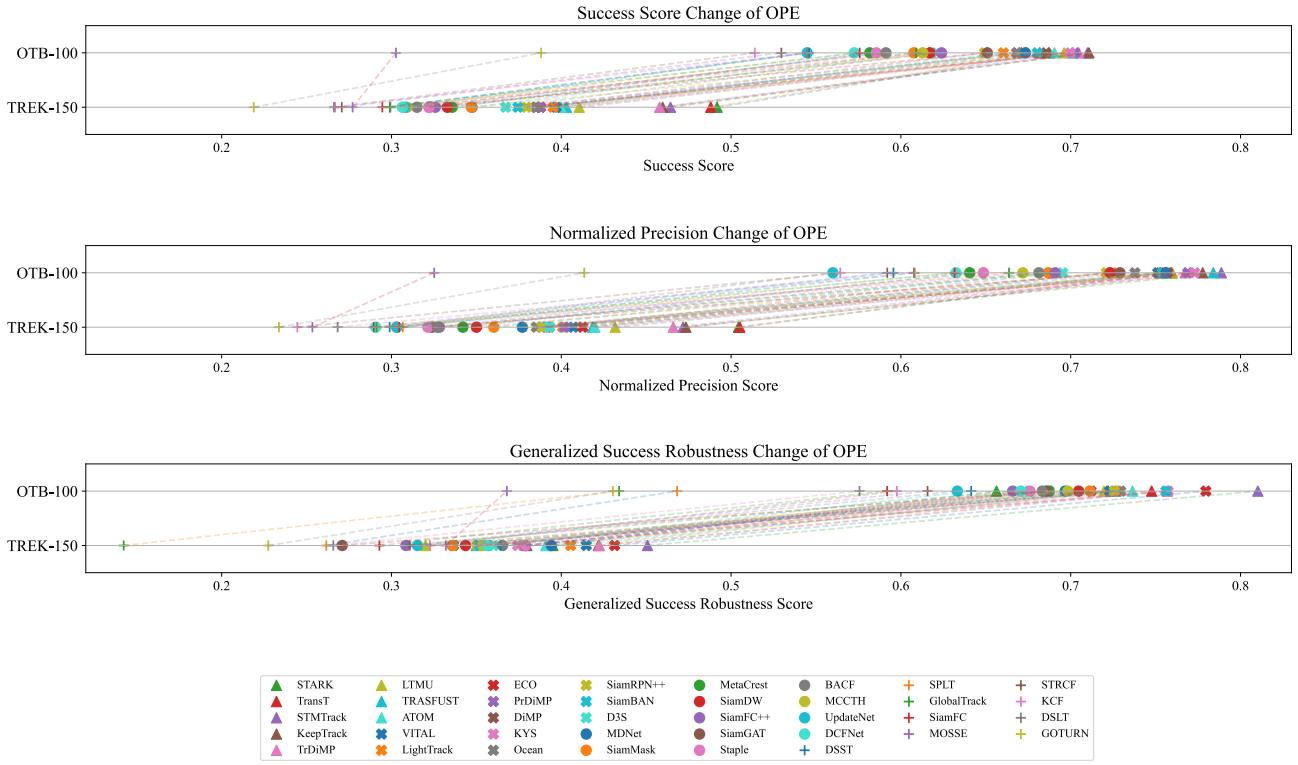 Success Score Change of OPE
OTB-100
TREK-150
0.2 0.3 0.4 0.5 0.6 0.7 0.8
Success Score
Normalized Precision Change of OPE
OTB-100
TREK-150
0.2 0.3 0.4 0.5 0.6 0.7 0.8
Normalized Precision Score
Generalized Success Robustness Change of OPE
OTB-100
TREK-150
0.2 0.3 0.4 0.5 0.6 0.7 0.8
Generalized Success Robustness Score
STARK LTMU ECO SiamRPN++ MetaCrest BACF SPLT STRCF
TransT TRASFUST PrDiMP SiamBAN SiamDW MCCTH GlobalTrack KCF
STMTrack ATOM DiMP D3S SiamFC++ UpdateNet SiamFC DSLT
KeepTrack VITAL KYS MDNet SiamGAT DCFNet MOSSE GOTURN
TrDiMP LightTrack Ocean SiamMask Staple DSST